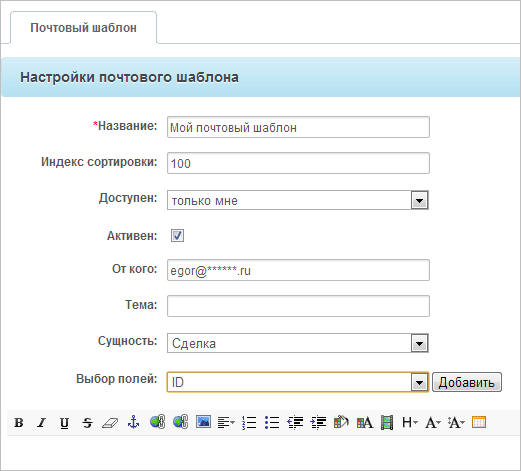 Почтовый шаблон
Настройки почтового шаблона
*Название: Мой почтовый шаблон
Индекс сортировки: 100
Доступен: только мне
Активен:
От кого: egor@******.ru
Тема:
Сущность: Сделка
Выбор полей: ID Добавить
B I U S H A A